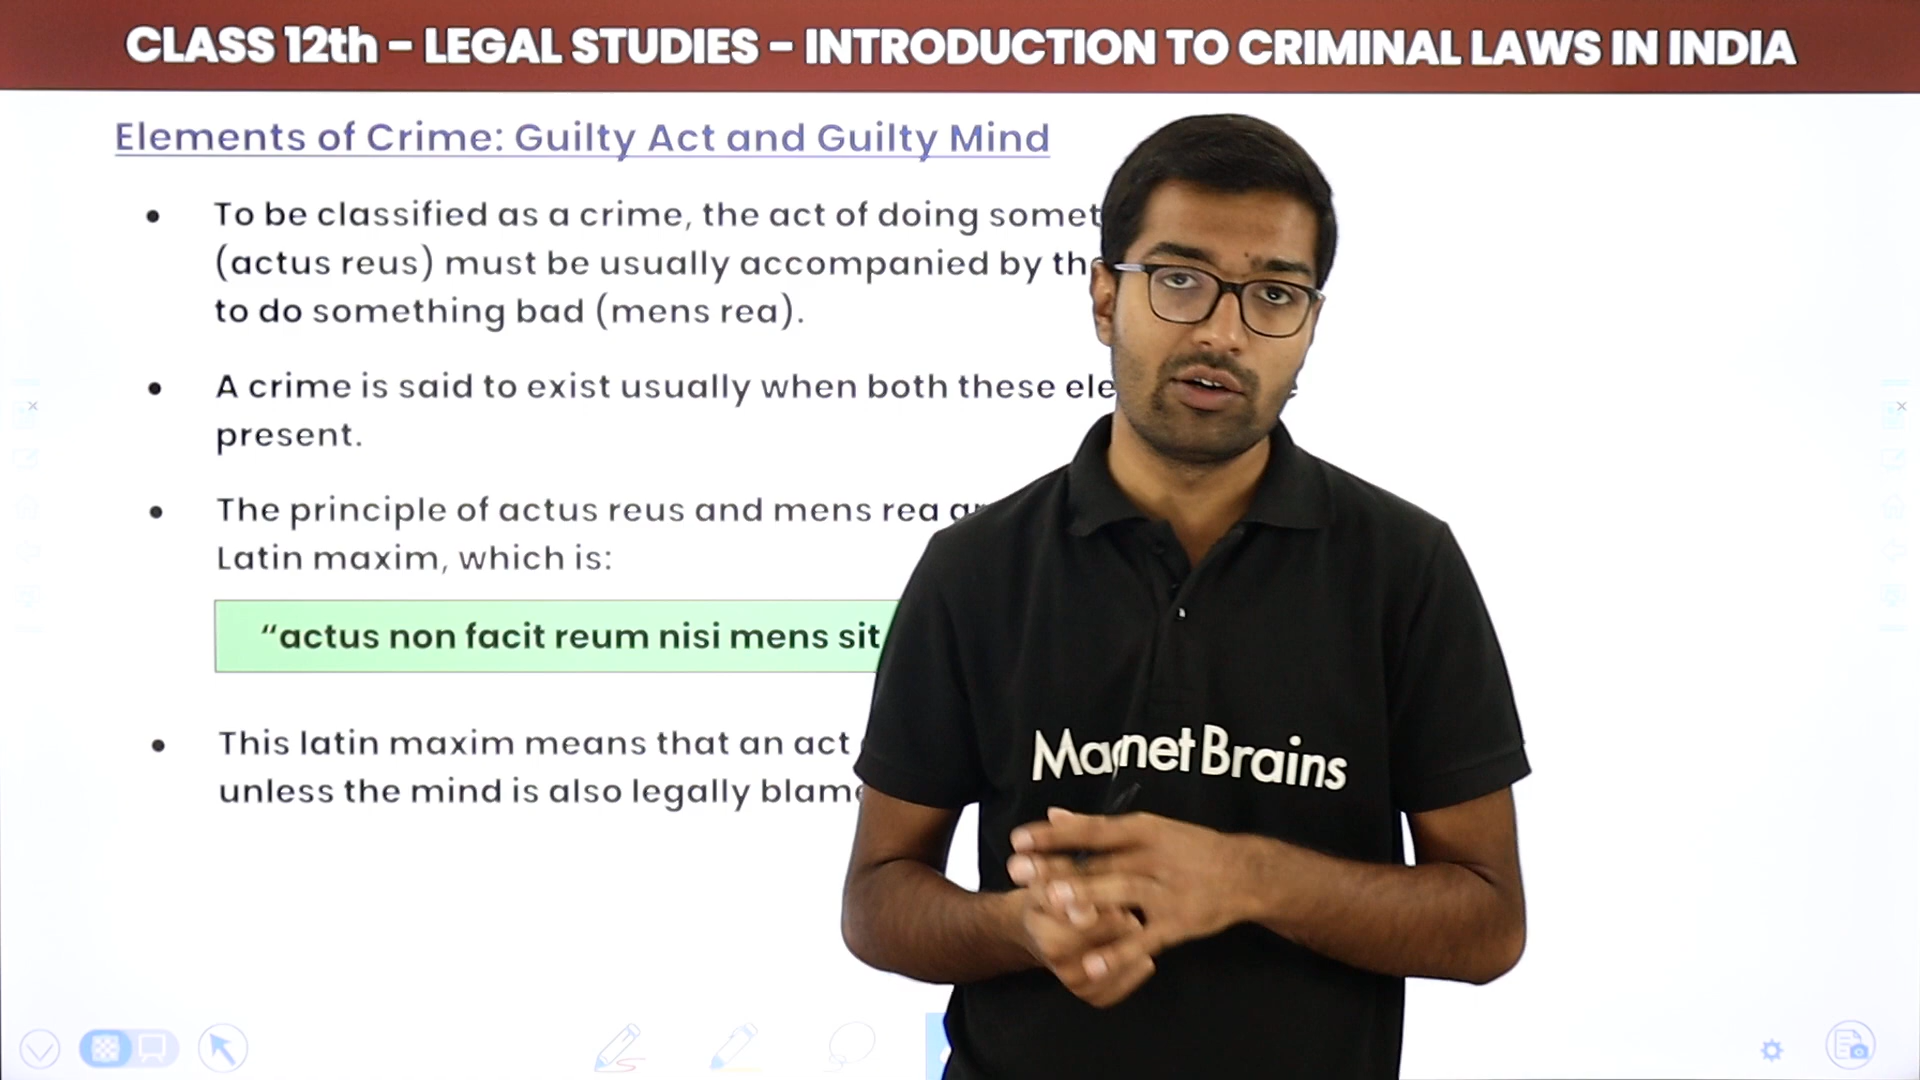 CLASS 12th – LEGAL STUDIES – INTRODUCTION TO CRIMINAL LAWS IN INDIA
Elements of Crime: Guilty Act and Guilty Mind
• To be classified as a crime, the act of doing
(actus reus) must be usually accompanied by
to do something bad (mens rea).
• A crime is said to exist usually when both these
present.
• The principle of actus reus and mens rea
Latin maxim, which is:
“actus non facit reum nisi mens sit
• This latin maxim means that an act
unless the mind is also legally
Magnet Brains